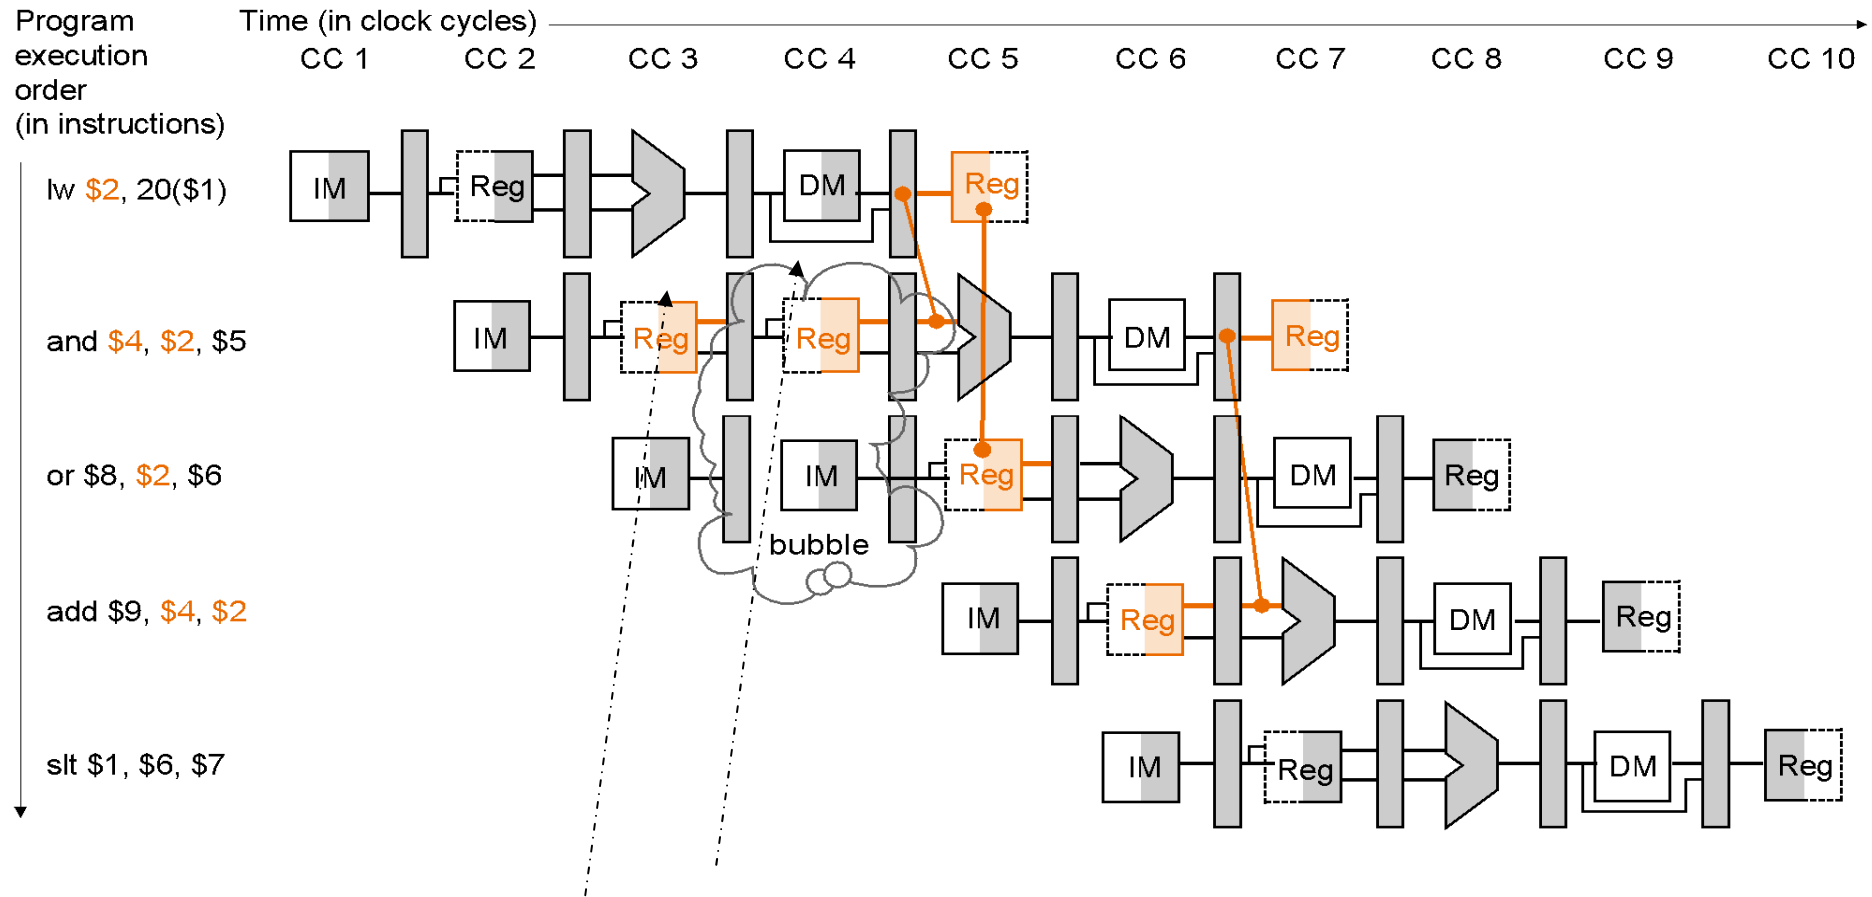 Program
execution
order
(in instructions)
Time (in clock cycles)
CC 1 CC 2 CC 3 CC 4 CC 5 CC 6 CC 7 CC 8 CC 9 CC 10
lw $2, 20($1) IM Reg DM Reg
and $4, $2, $5 IM Reg Reg DM Reg
or $8, $2, $6 IM IM Reg DM Reg
bubble
add $9, $4, $2 IM Reg DM Reg
slt $1, $6, $7 IM Reg DM Reg